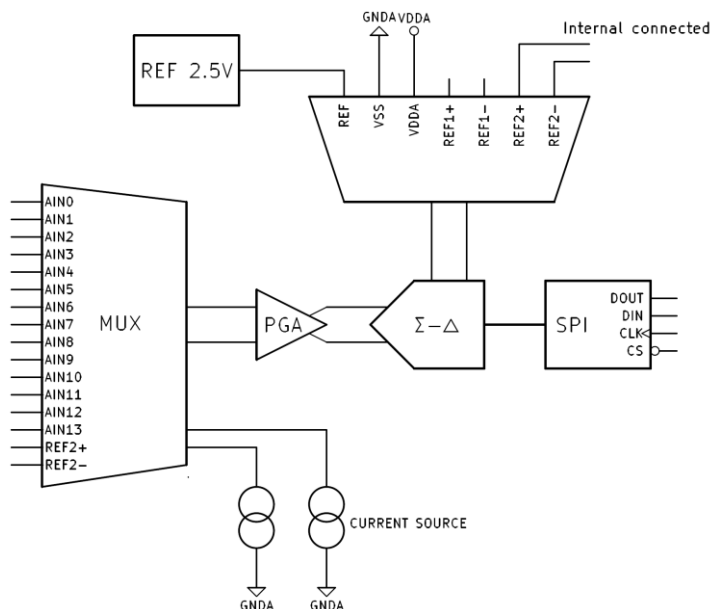 GNDA VDDA
Internal connected
REF 2.5V
REF
VSS
VDDA
REF1+
REF1-
REF2+
REF2-
AIN0
AIN1
AIN2
AIN3
AIN4
AIN5
AIN6
AIN7
AIN8
AIN9
AIN10
AIN11
AIN12
AIN13
REF2+
REF2-
MUX
PGA
Σ-Δ
SPI
DOUT
DIN
CLK
CS
CURRENT SOURCE
GNDA
GNDA